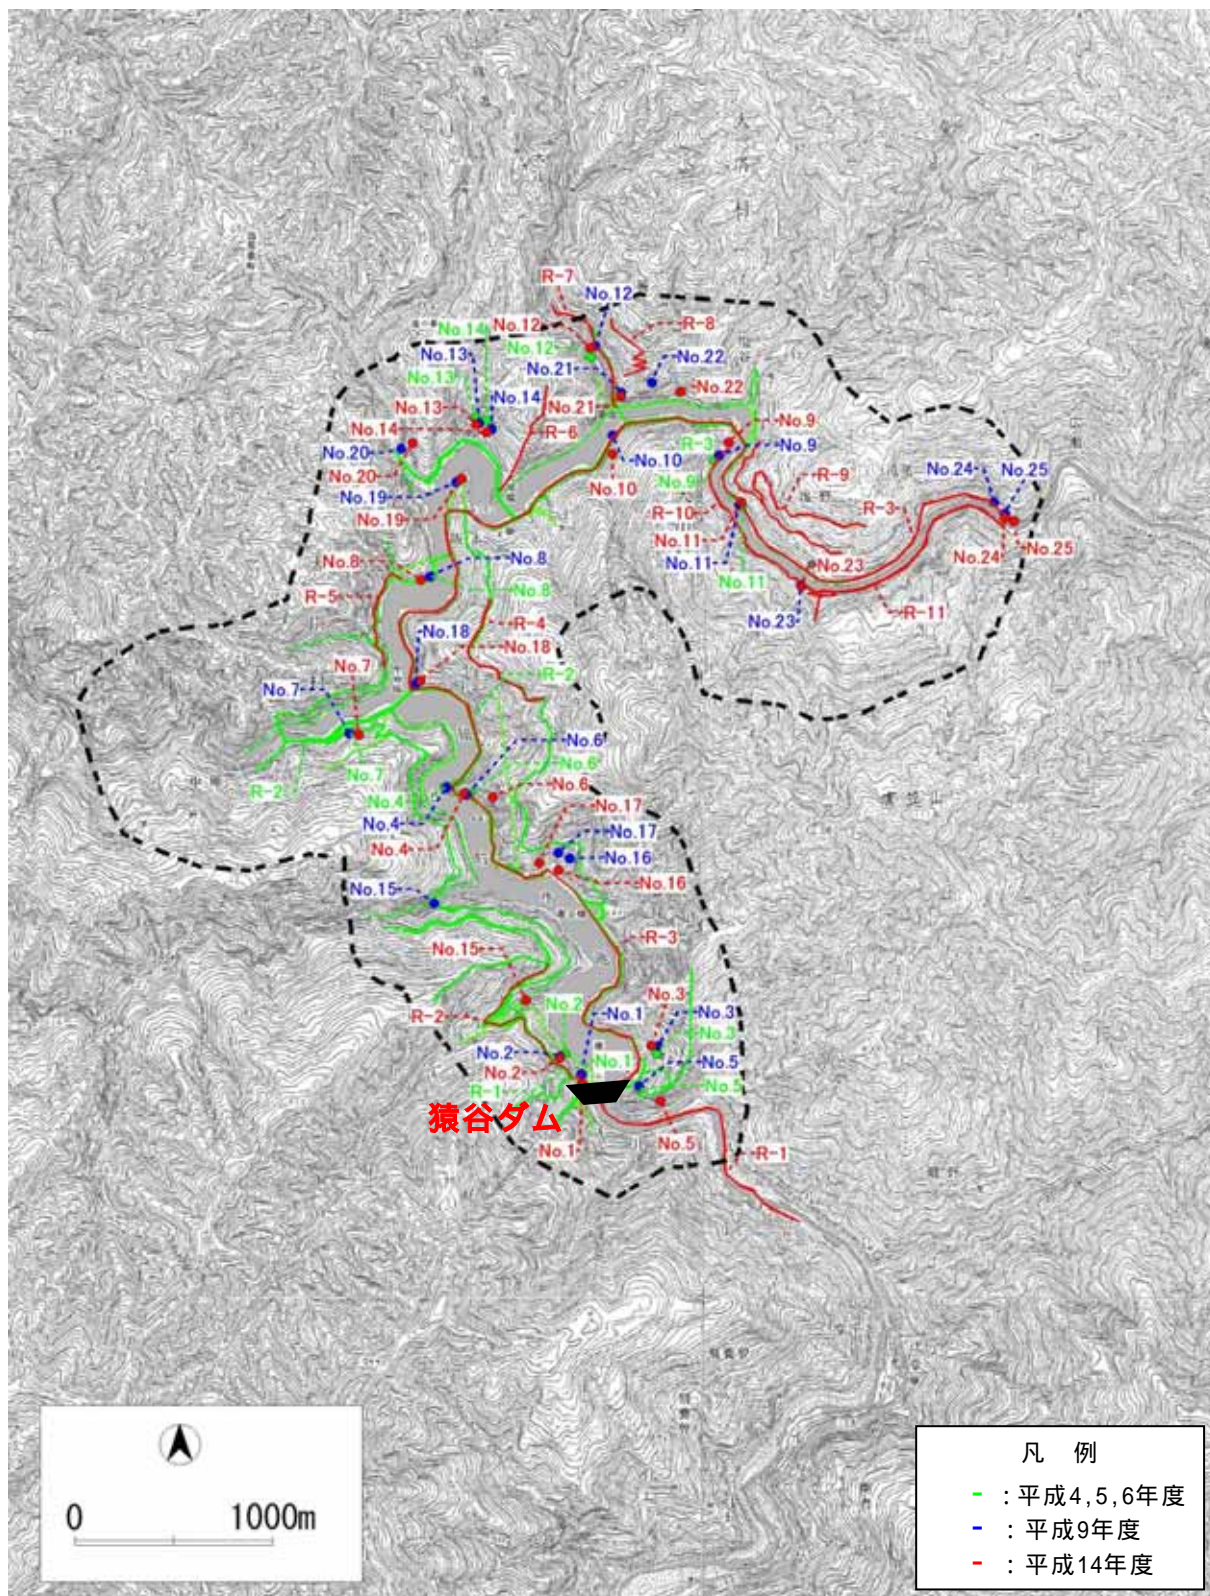 R-7
No.12
No.12
R-8
No.14
No.12
No.13
No.21
No.22
No.13
No.14
No.22
No.13
No.21
No.14
R-6
No.9
No.20
R-3
No.9
No.10
No.20
No.9
R-9
No.24
No.25
No.19
No.10
No.19
R-10
R-3
No.11
No.8
No.8
No.11
No.23
No.24
No.25
R-5
No.8
No.11
R-11
R-4
No.23
No.18
No.18
No.7
R-2
No.7
No.6
No.6
No.7
No.6
R-2
No.4
No.17
No.4
No.17
No.4
No.16
No.15
No.16
R-3
No.15
No.2
No.1
No.3
R-2
No.3
No.3
No.2
No.1
No.5
No.2
R-1
No.5
猿谷ダム
No.1
No.5
R-1
0 1000m
凡 例
- : 平成4,5,6年度
- : 平成9年度
- : 平成14年度